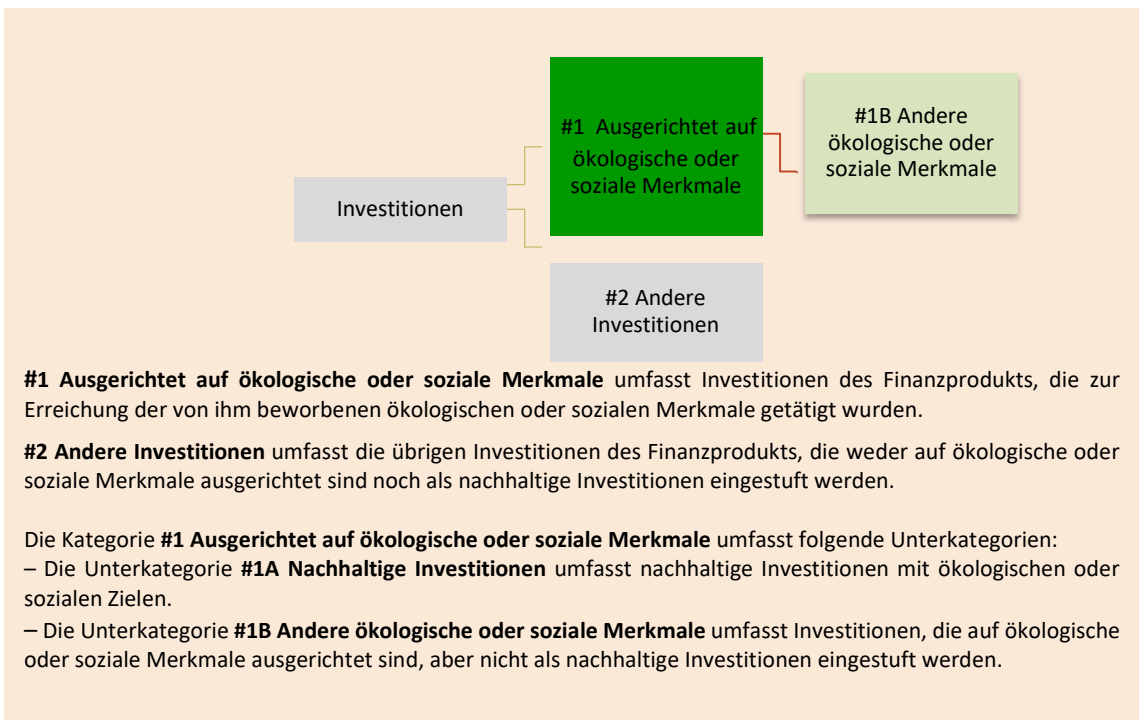 #1 Ausgerichtet auf
ökologische oder
soziale Merkmale
#1B Andere
ökologische oder
soziale Merkmale
Investitionen
#2 Andere
Investitionen
#1 Ausgerichtet auf ökologische oder soziale Merkmale umfasst Investitionen des Finanzprodukts, die zur
Erreichung der von ihm beworbenen ökologischen oder sozialen Merkmale getätigt wurden.
#2 Andere Investitionen umfasst die übrigen Investitionen des Finanzprodukts, die weder auf ökologische oder
soziale Merkmale ausgerichtet sind noch als nachhaltige Investitionen eingestuft werden.
Die Kategorie #1 Ausgerichtet auf ökologische oder soziale Merkmale umfasst folgende Unterkategorien:
– Die Unterkategorie #1A Nachhaltige Investitionen umfasst nachhaltige Investitionen mit ökologischen oder
sozialen Zielen.
– Die Unterkategorie #1B Andere ökologische oder soziale Merkmale umfasst Investitionen, die auf ökologische
oder soziale Merkmale ausgerichtet sind, aber nicht als nachhaltige Investitionen eingestuft werden.